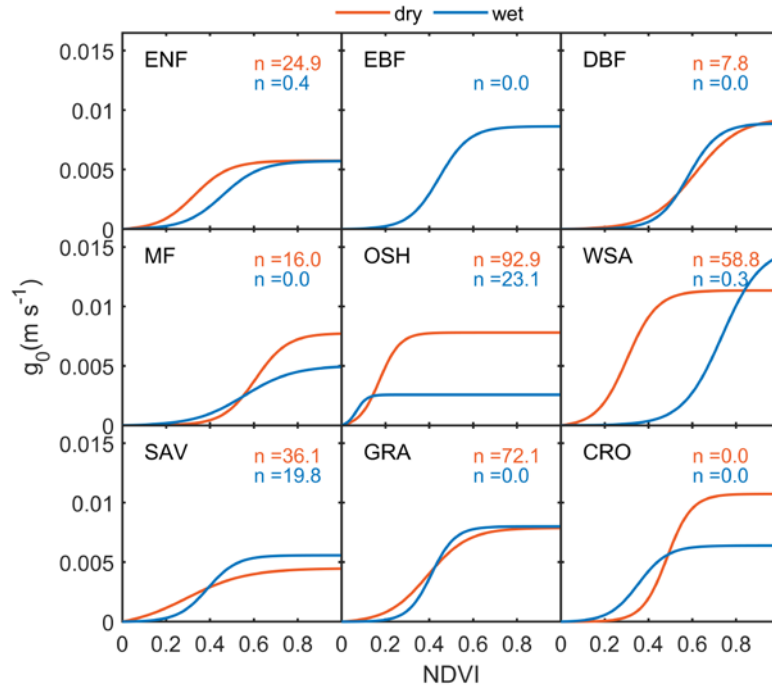 dry wet
0.015
0.01
0.005
0
ENF
n =24.9
n =0.4
EBF
n =0.0
DBF
n =7.8
n =0.0
0.015
0.01
0.005
0
MF
n =16.0
n =0.0
OSH
n =92.9
n =23.1
WSA
n =58.8
n =0.3
0.015
0.01
0.005
0
SAV
n =36.1
n =19.8
GRA
n =72.1
n =0.0
CRO
n =0.0
n =0.0
0 0.2 0.4 0.6 0.8 0 0.2 0.4 0.6 0.8 0 0.2 0.4 0.6 0.8
g₀(m s⁻¹)
NDVI